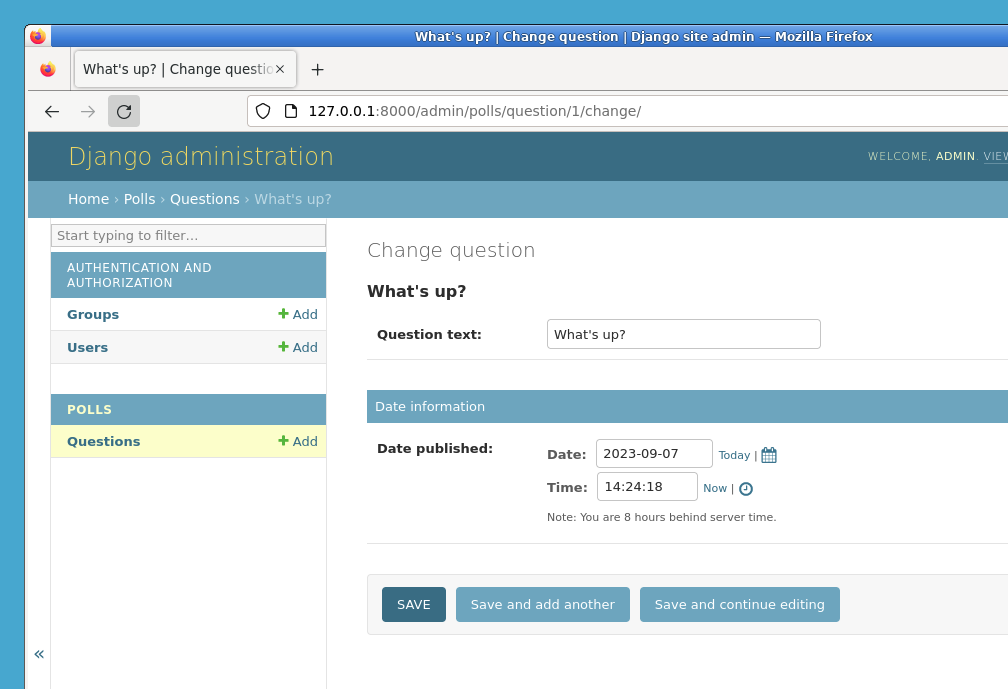 What's up? | Change question | Django site admin — Mozilla Firefox
What's up? | Change questio
127.0.0.1:8000/admin/polls/question/1/change/
Django administration
WELCOME, ADMIN. VIEW
Home › Polls › Questions › What's up?
Start typing to filter...
AUTHENTICATION AND
AUTHORIZATION
Groups + Add
Users + Add
POLLS
Questions + Add
«
Change question
What's up?
Question text: What's up?
Date information
Date published:
Date: 2023-09-07 Today |
Time: 14:24:18 Now |
Note: You are 8 hours behind server time.
SAVE Save and add another Save and continue editing